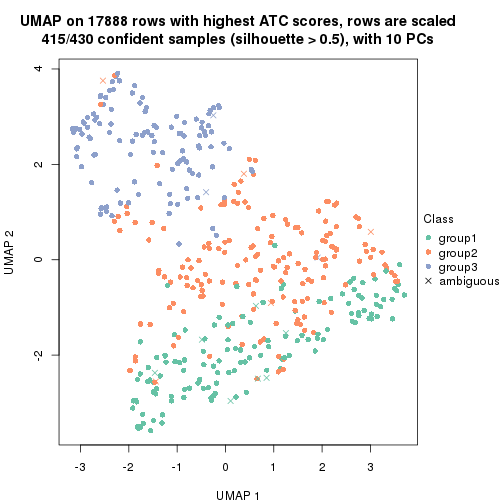 UMAP on 17888 rows with highest ATC scores, rows are scaled
415/430 confident samples (silhouette > 0.5), with 10 PCs
4
2
0
-2
UMAP 2
-3
-2
-1
0
1
2
3
UMAP 1
Class
group1
group2
group3
ambiguous